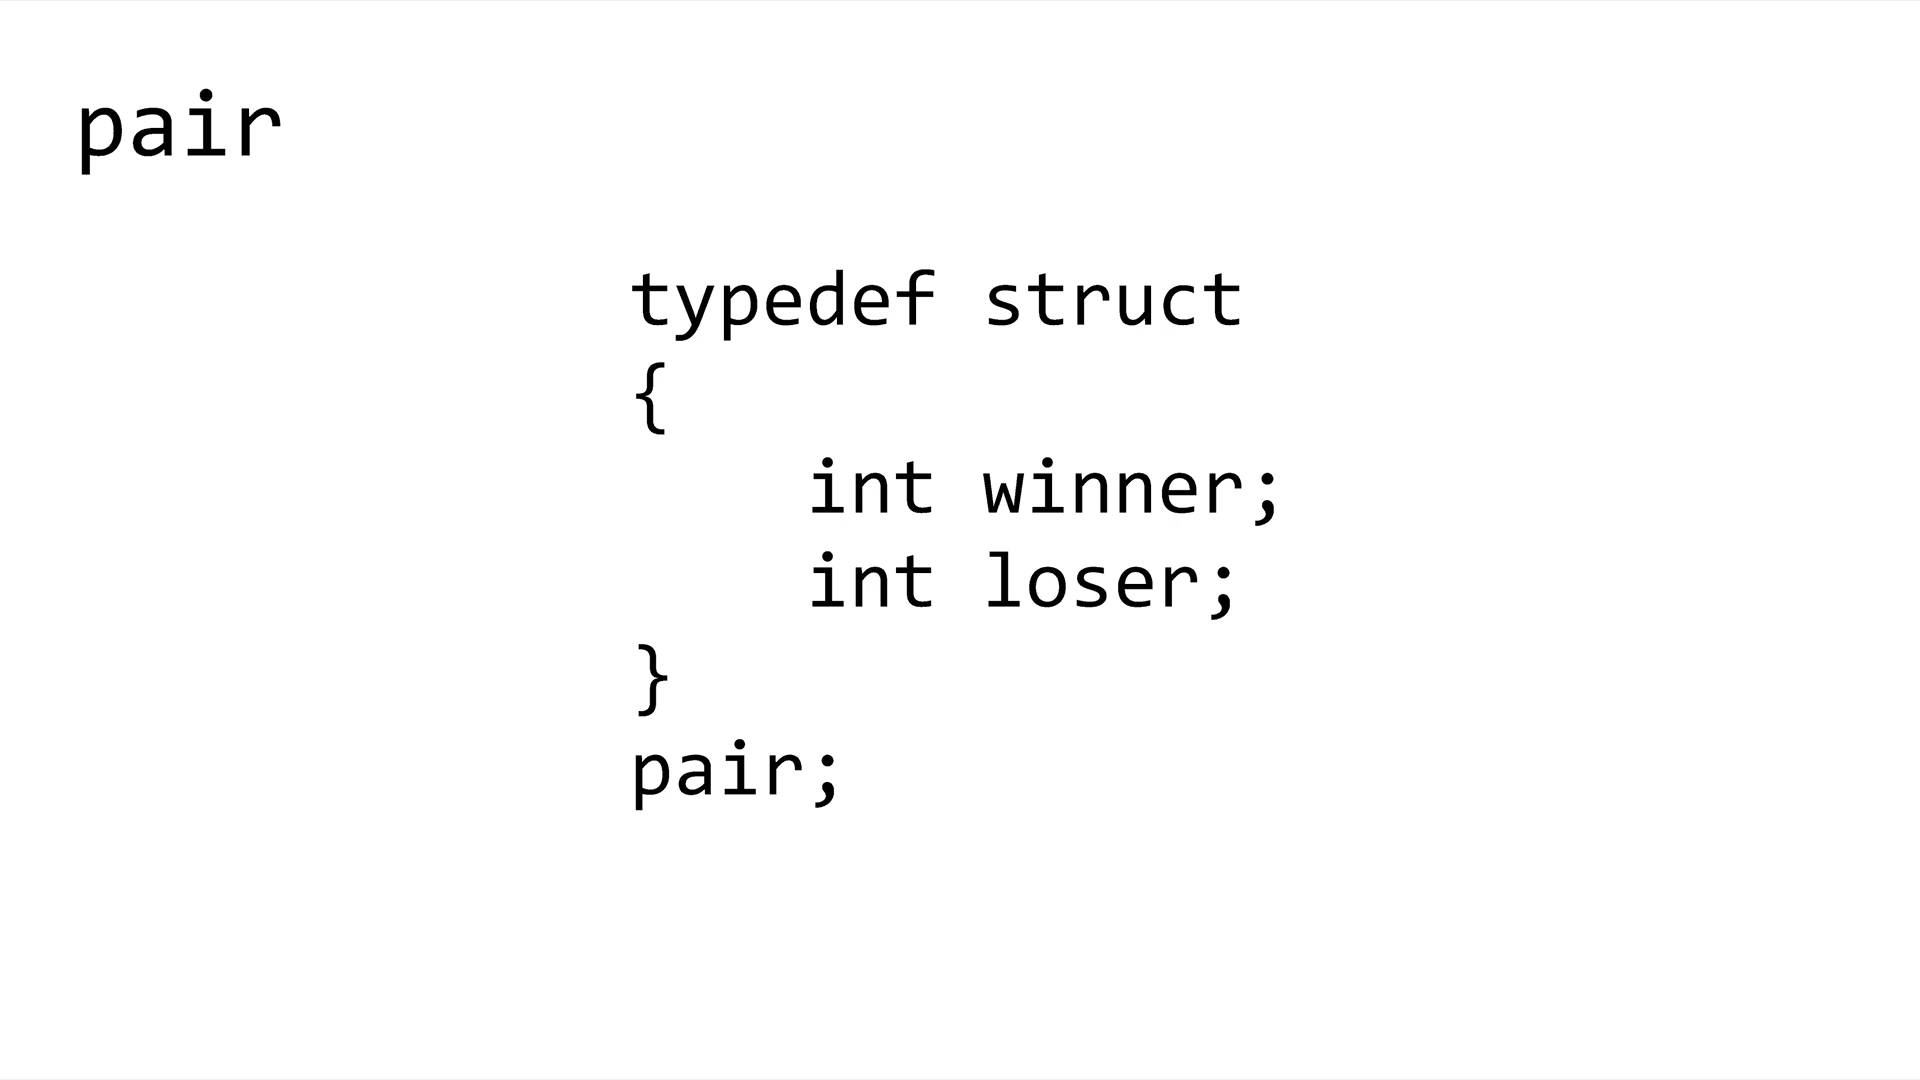 pair
typedef struct
{
    int winner;
    int loser;
}
pair;